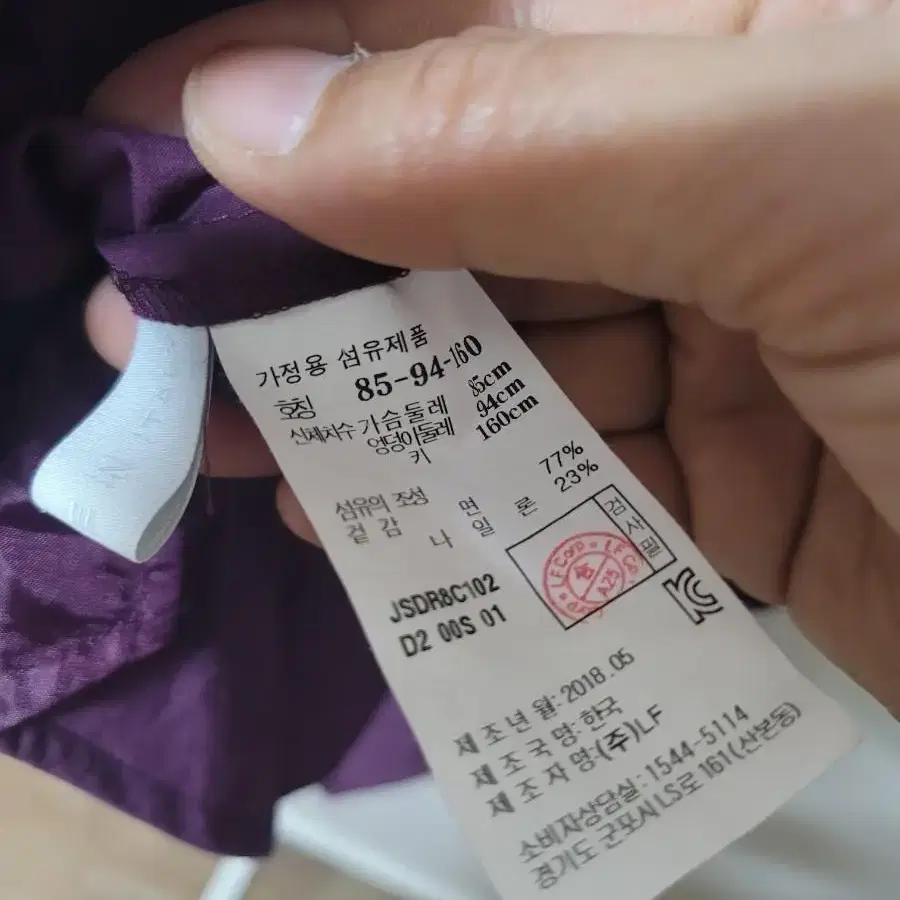 가정용 섬유제품
호칭 85-94-160
신체치수 가슴둘레 85cm
엉덩이둘레 94cm
키 160cm
섬유의 조성
겉감 면 77%
나일론 23%
검사필
LF Corp
A25
JSDR8C102
D2 00S 01
제조년월: 2018.05
제조국명: 한국
제조자명: (주)LF
소비자상담실: 1544-5114
경기도 군포시 LS로 161(산본동)